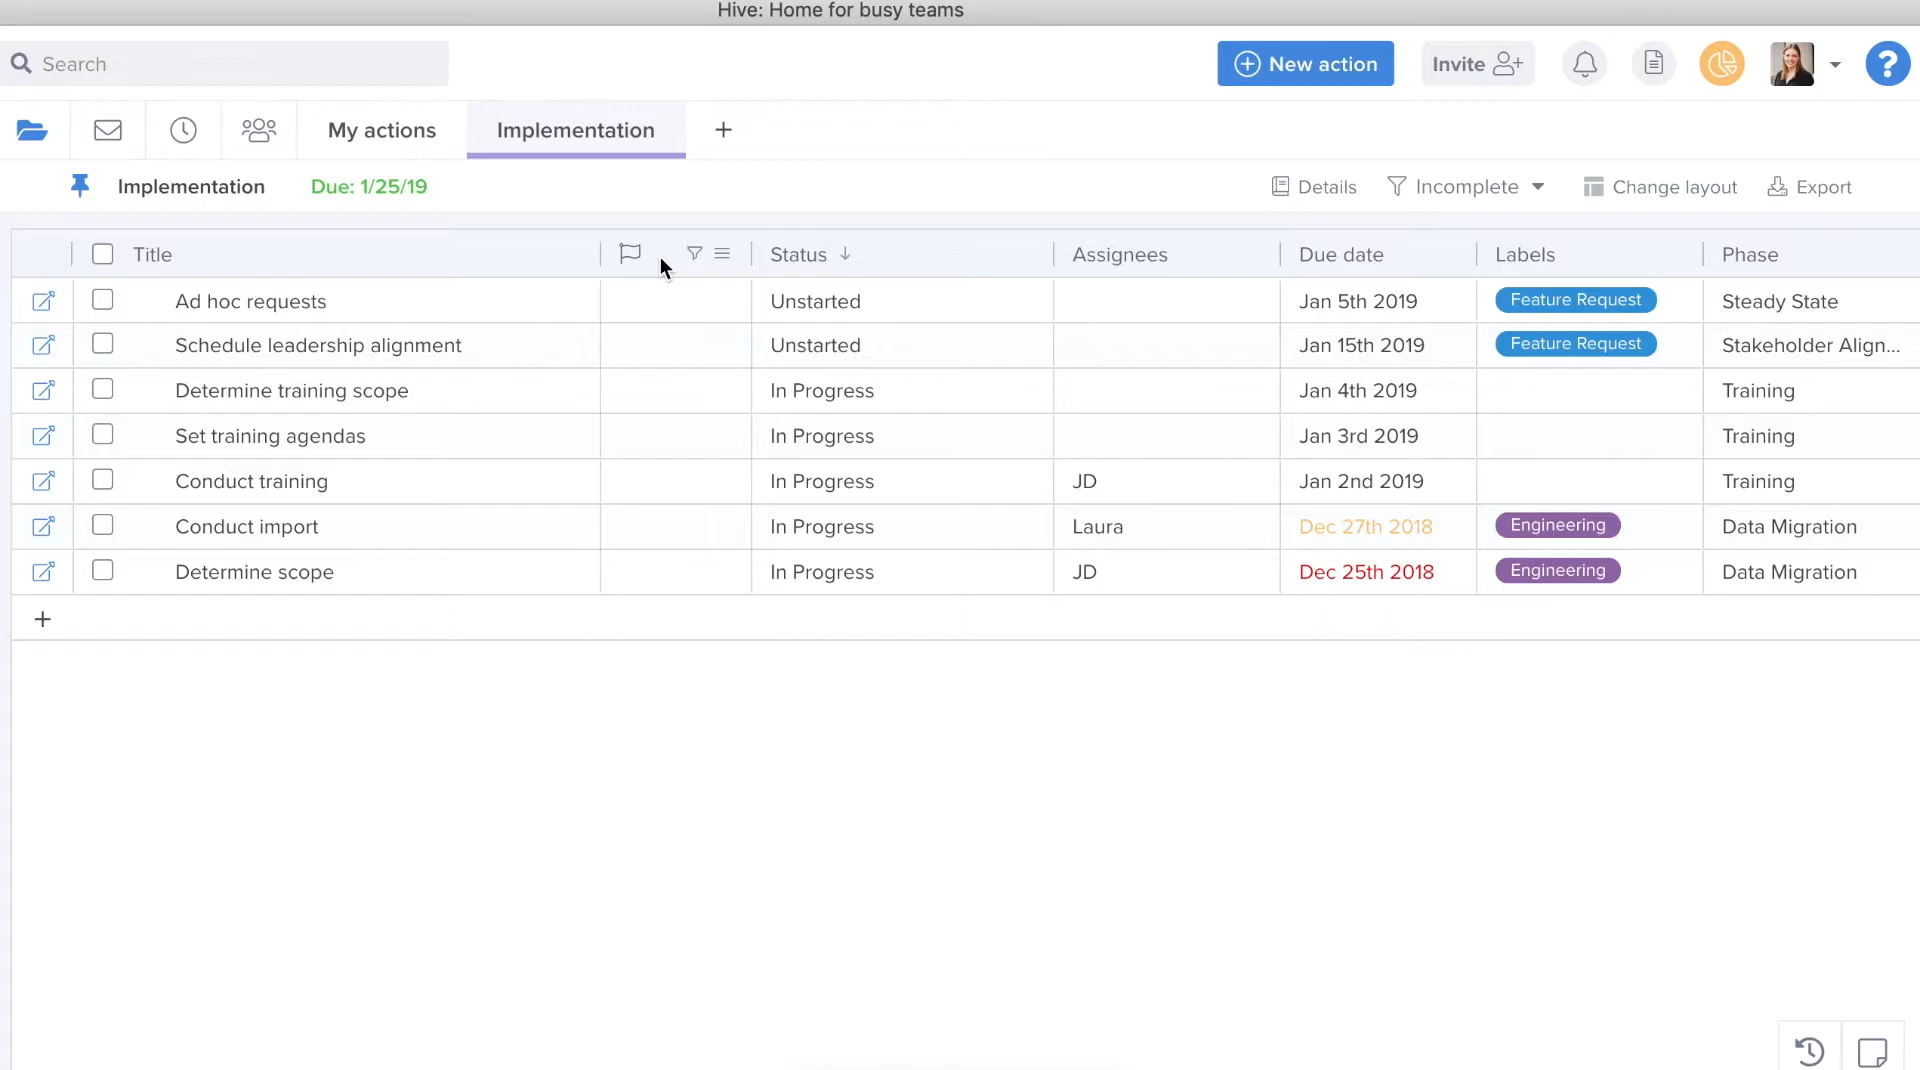 Hive: Home for busy teams
Search
New action
Invite
?
My actions
Implementation
+
Implementation
Due: 1/25/19
Details
Incomplete
Change layout
Export
Title Status Assignees Due date Labels Phase
Ad hoc requests Unstarted Jan 5th 2019 Feature Request Steady State
Schedule leadership alignment Unstarted Jan 15th 2019 Feature Request Stakeholder Align...
Determine training scope In Progress Jan 4th 2019 Training
Set training agendas In Progress Jan 3rd 2019 Training
Conduct training In Progress JD Jan 2nd 2019 Training
Conduct import In Progress Laura Dec 27th 2018 Engineering Data Migration
Determine scope In Progress JD Dec 25th 2018 Engineering Data Migration
+